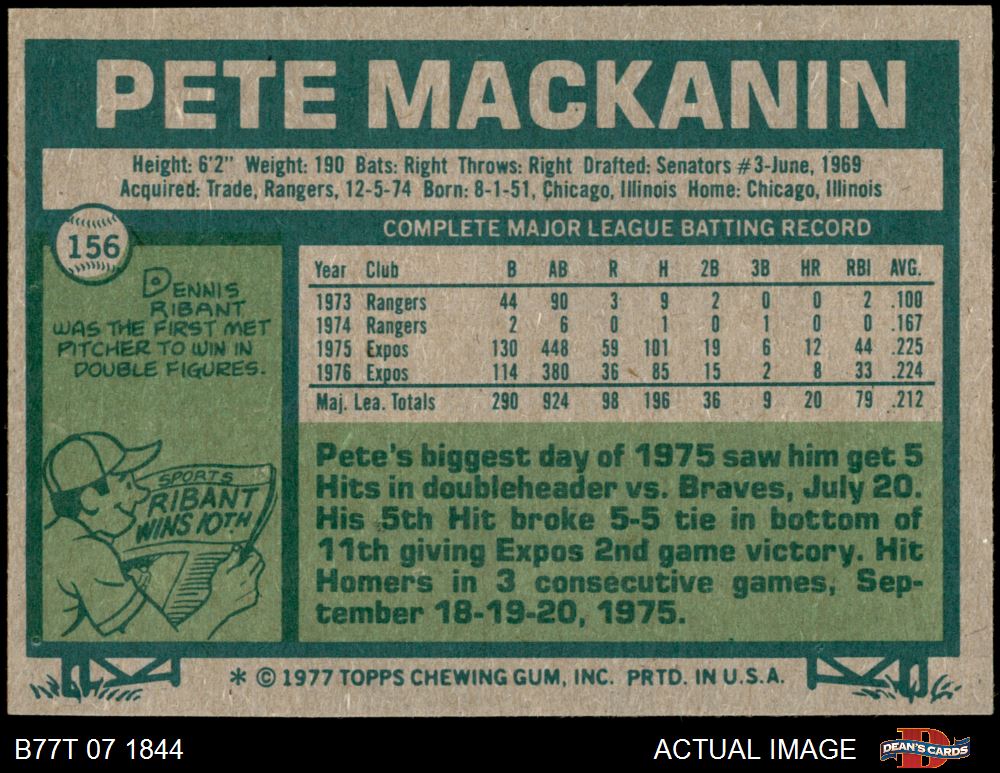 PETE MACKANIN
Height: 6'2" Weight: 190 Bats: Right Throws: Right Drafted: Senators #3-June, 1969
Acquired: Trade, Rangers, 12-5-74 Born: 8-1-51, Chicago, Illinois Home: Chicago, Illinois
156
DENNIS
RIBANT
WAS THE FIRST MET
PITCHER TO WIN IN
DOUBLE FIGURES.
SPORTS
RIBANT
WINS 10TH
COMPLETE MAJOR LEAGUE BATTING RECORD
Year Club B AB R H 2B 3B HR RBI AVG.
1973 Rangers 44 90 3 9 2 0 0 2 .100
1974 Rangers 2 6 0 1 0 1 0 0 .167
1975 Expos 130 448 59 101 19 6 12 44 .225
1976 Expos 114 380 36 85 15 2 8 33 .224
Maj. Lea. Totals 290 924 98 196 36 9 20 79 .212
Pete's biggest day of 1975 saw him get 5
Hits in doubleheader vs. Braves, July 20.
His 5th Hit broke 5-5 tie in bottom of
11th giving Expos 2nd game victory. Hit
Homers in 3 consecutive games, Sep-
tember 18-19-20, 1975.
* © 1977 TOPPS CHEWING GUM, INC. PRTD. IN U.S.A.
B77T 07 1844 ACTUAL IMAGE DEAN'S CARDS